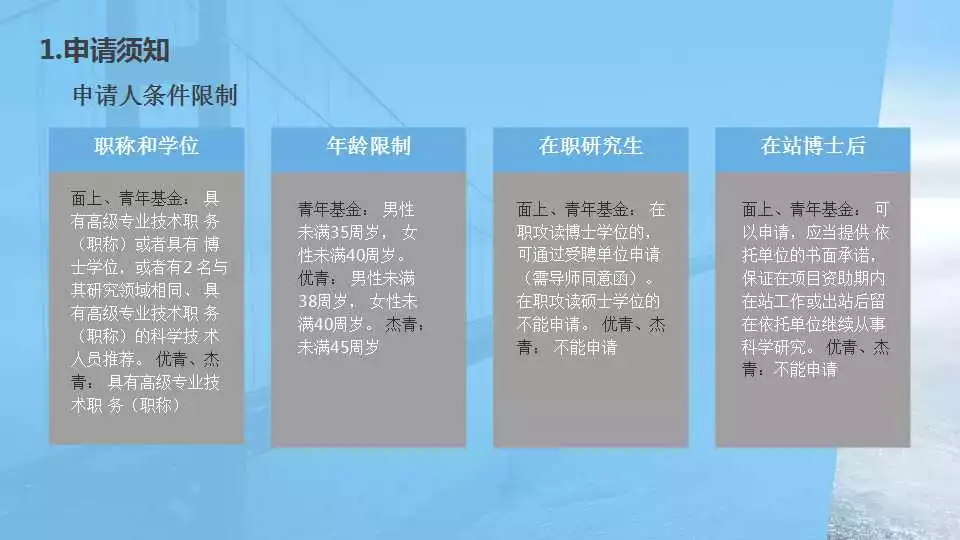 1.申请须知
申请人条件限制
职称和学位
面上、青年基金： 具
有高级专业技术职 务
（职称）或者具有 博
士学位，或者有2 名与
其研究领域相同、 具
有高级专业技术职 务
（职称）的科学技 术
人员推荐。 优青、杰
青： 具有高级专业技
术职 务（职称）
年龄限制
青年基金： 男性
未满35周岁， 女
性未满40周岁。
优青： 男性未满
38周岁， 女性未
满40周岁。 杰青：
未满45周岁
在职研究生
面上、青年基金： 在
职攻读博士学位的，
可通过受聘单位申请
（需导师同意函）。
在职攻读硕士学位的
不能申请。 优青、杰
青： 不能申请
在站博士后
面上、青年基金： 可
以申请，应当提供 依
托单位的书面承诺，
保证在项目资助期内
在站工作或出站后留
在依托单位继续从事
科学研究。 优青、杰
青：不能申请